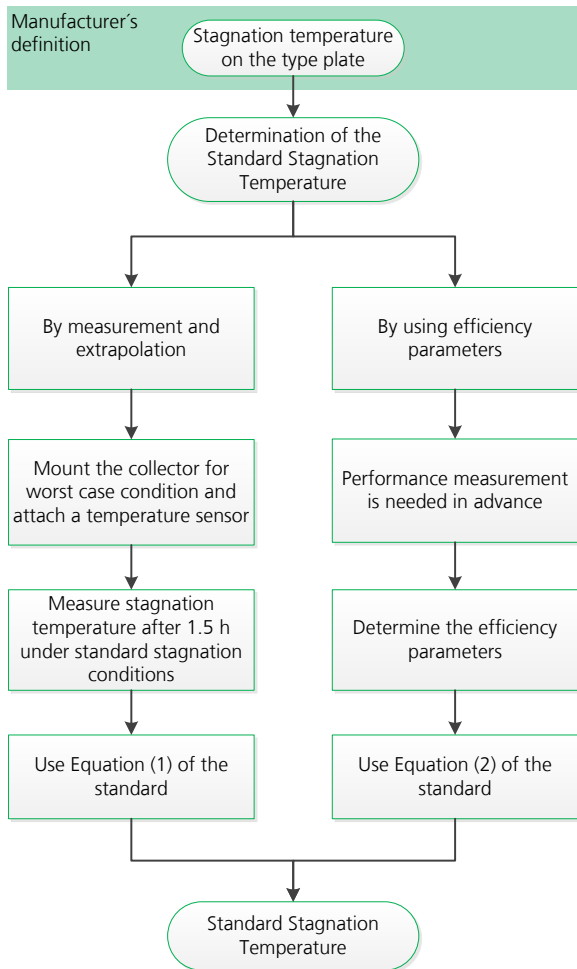 Manufacturer´s
definition
Stagnation temperature
on the type plate
Determination of the
Standard Stagnation
Temperature
By measurement and
extrapolation
By using efficiency
parameters
Mount the collector for
worst case condition and
attach a temperature sensor
Performance measurement
is needed in advance
Measure stagnation
temperature after 1.5 h
under standard stagnation
conditions
Determine the efficiency
parameters
Use Equation (1) of the
standard
Use Equation (2) of the
standard
Standard Stagnation
Temperature